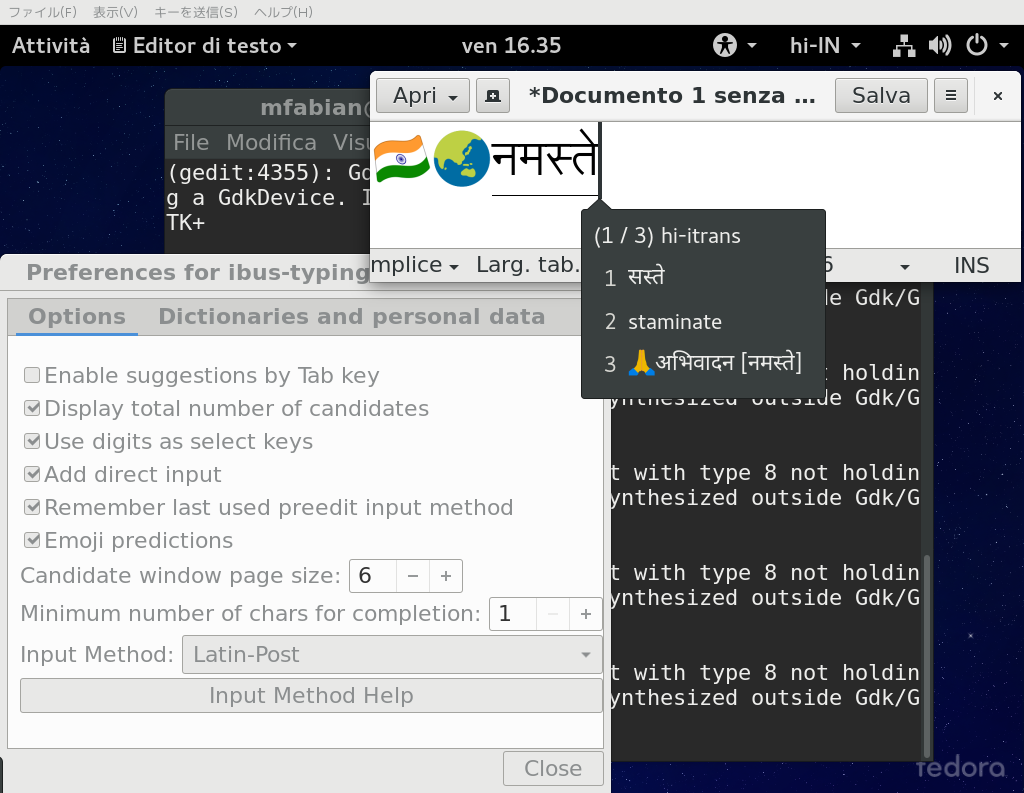 ファイル(F) 表示(V) キーを送信(S) ヘルプ(H)
Attività Editor di testo ven 16.35 hi-IN
Apri *Documento 1 senza … Salva
mfabian@
File Modifica
🇮🇳🌏नमस्ते
(gedit:4355):
g a GdkDevice.
TK+
(1 / 3) hi-itrans
1 सस्ते
2 staminate
3 🙏अभिवादन [नमस्ते]
Larg. tab. INS
Preferences for ibus-typing
Options Dictionaries and personal data
Enable suggestions by Tab key
Display total number of candidates
Use digits as select keys
Add direct input
Remember last used preedit input method
Emoji predictions
Candidate window page size: 6 − +
Minimum number of chars for completion: 1 − +
Input Method: Latin-Post
Input Method Help
Close
Gdk/G
holdin
outside Gdk/G
t with type 8 not holdin
ynthesized outside Gdk/G
t with type 8 not holdin
ynthesized outside Gdk/G
t with type 8 not holdin
ynthesized outside Gdk/G
fedora